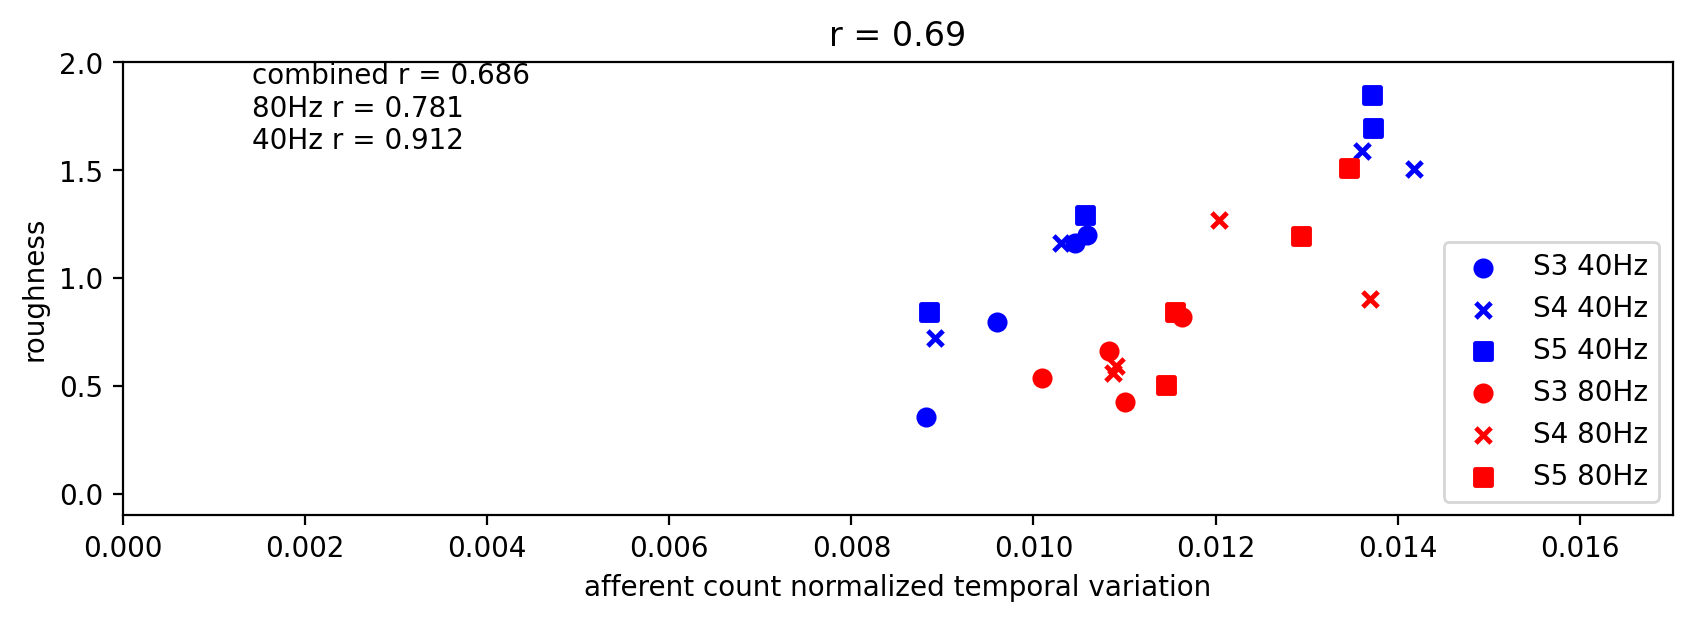 r = 0.69
combined r = 0.686
80Hz r = 0.781
40Hz r = 0.912
2.0
1.5
1.0
0.5
0.0
roughness
S3 40Hz
S4 40Hz
S5 40Hz
S3 80Hz
S4 80Hz
S5 80Hz
0.000 0.002 0.004 0.006 0.008 0.010 0.012 0.014 0.016
afferent count normalized temporal variation